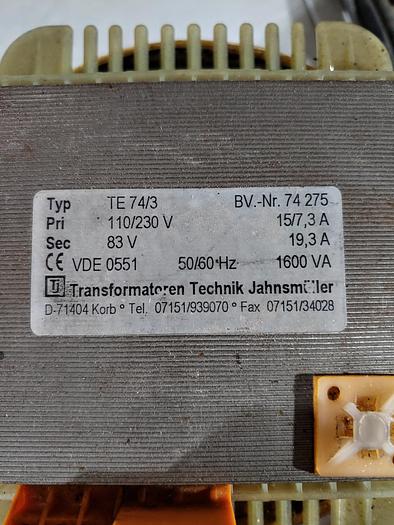 Typ TE 74/3 BV.-Nr. 74 275
Pri 110/230 V 15/7,3 A
Sec 83 V 19,3 A
CE VDE 0551 50/60 Hz 1600 VA
Transformatoren Technik Jahnsmüller
D-71404 Korb ° Tel. 07151/939070 ° Fax 07151/34028